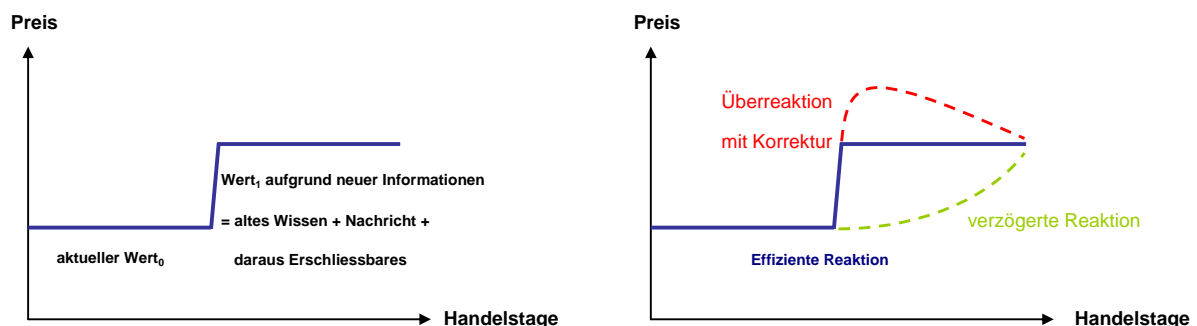 Preis
Wert₁ aufgrund neuer Informationen
= altes Wissen + Nachricht +
aktueller Wert₀
daraus Erschliessbares
Handelstage
Preis
Überreaktion
mit Korrektur
verzögerte Reaktion
Effiziente Reaktion
Handelstage